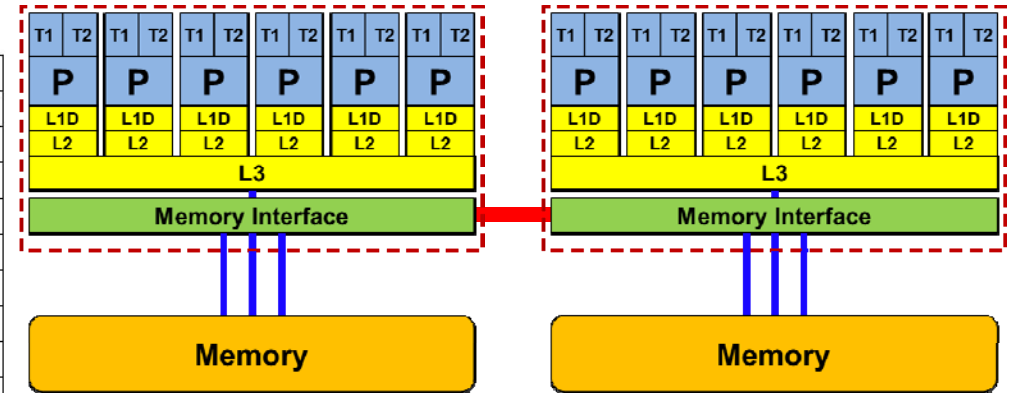 T1 T2 T1 T2 T1 T2 T1 T2 T1 T2 T1 T2 T1 T2 T1 T2 T1 T2 T1 T2 T1 T2 T1 T2
P P P P P P P P P P P P
L1D L1D L1D L1D L1D L1D L1D L1D L1D L1D L1D L1D
L2 L2 L2 L2 L2 L2 L2 L2 L2 L2 L2 L2
L3 L3
Memory Interface Memory Interface
Memory Memory